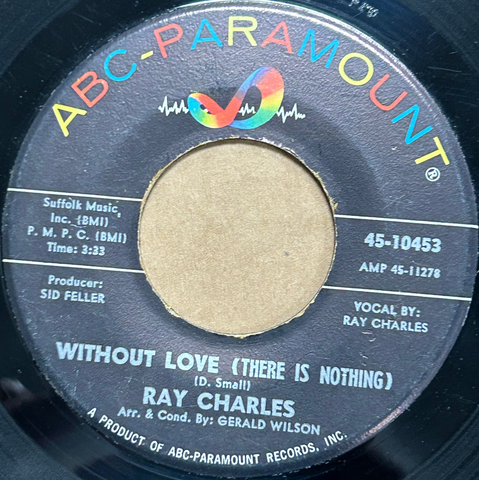 ABC-PARAMOUNT®
Suffolk Music,
Inc. (BMI)
P. M. P. C. (BMI)
Time: 3:33
45-10453
AMP 45-11278
Producer:
SID FELLER
VOCAL BY:
RAY CHARLES
WITHOUT LOVE (THERE IS NOTHING)
(D. Small)
RAY CHARLES
Arr. & Cond. By: GERALD WILSON
A PRODUCT OF ABC-PARAMOUNT RECORDS, INC.